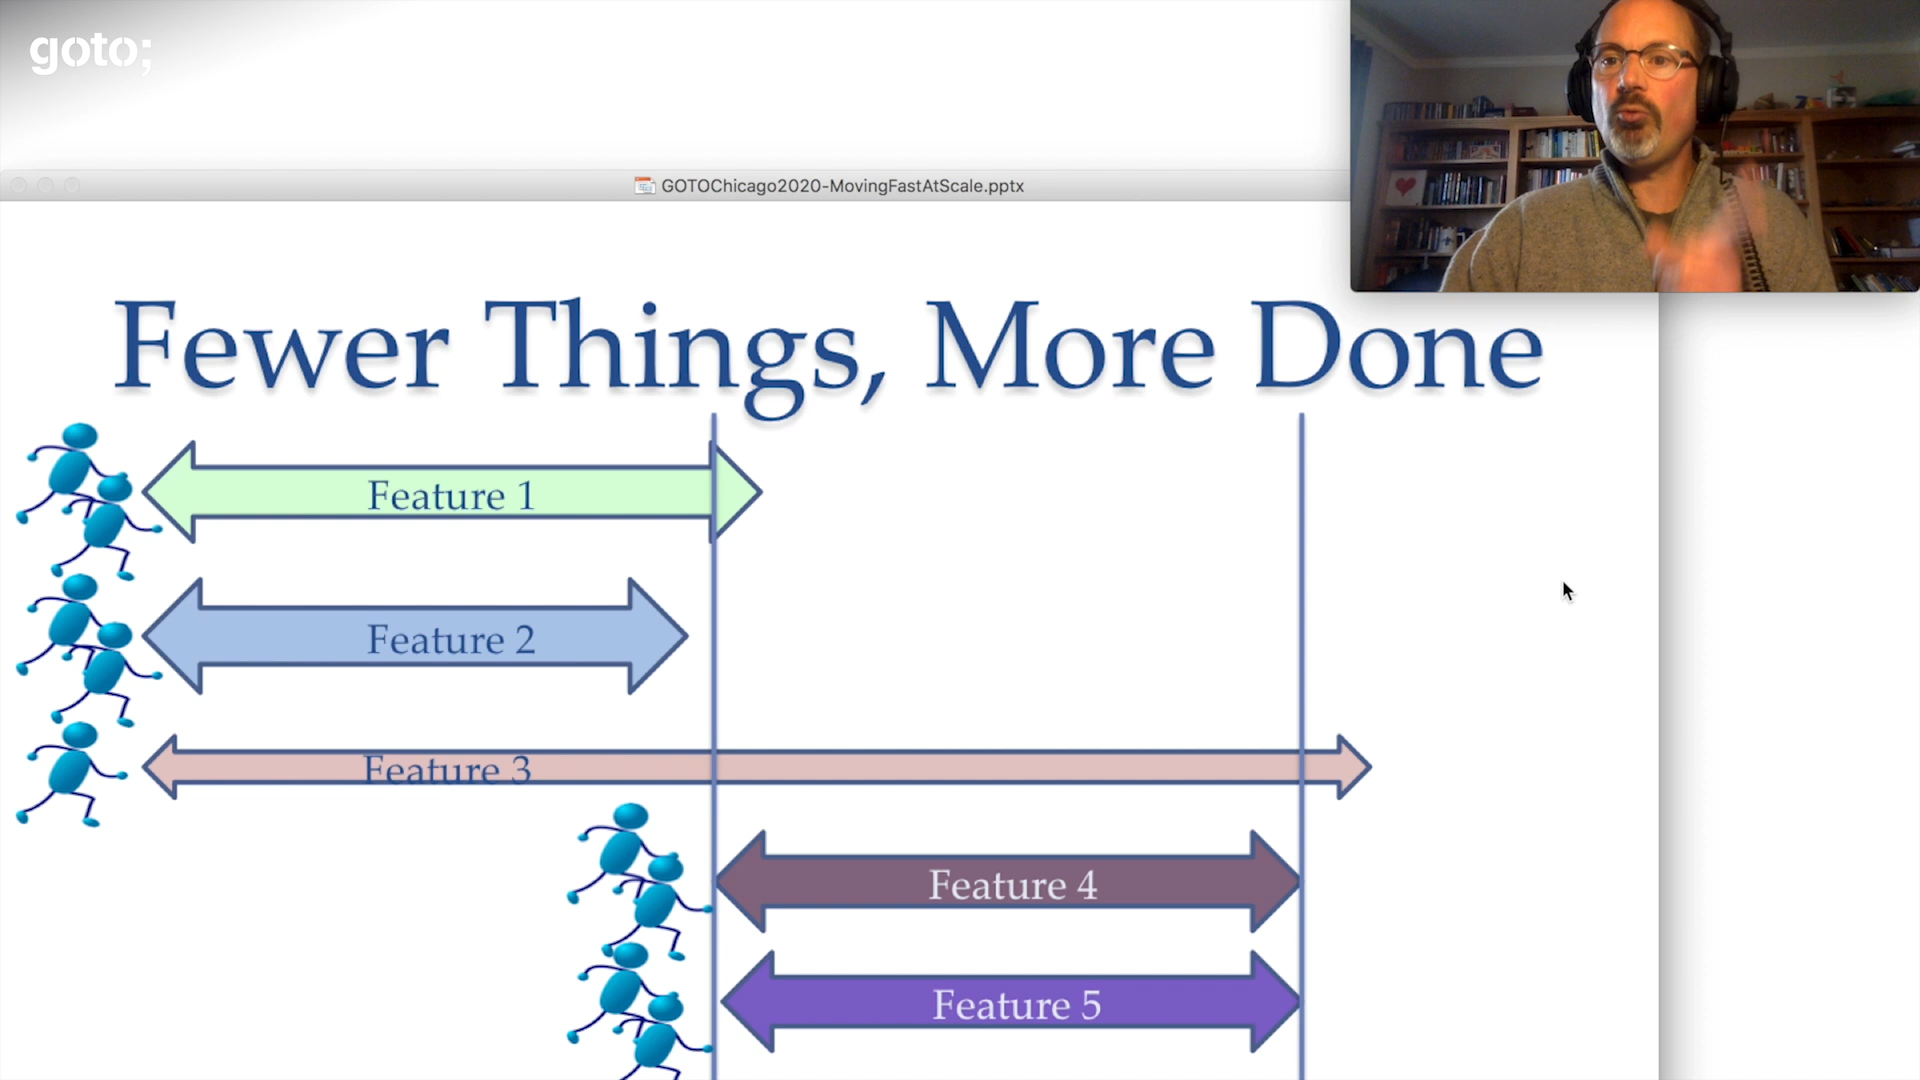 goto;
GOTOChicago2020-MovingFastAtScale.pptx
Fewer Things, More Done
Feature 1
Feature 2
Feature 3
Feature 4
Feature 5